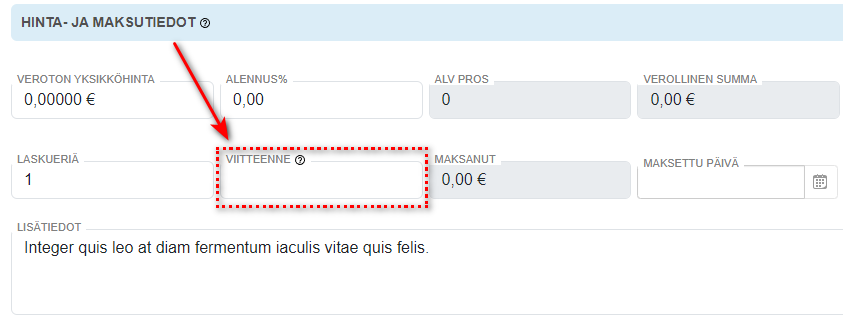 HINTA- JA MAKSUTIEDOT
VEROTON YKSIKKÖHINTA ALENNUS% ALV PROS VEROLLINEN SUMMA
0,00000 € 0,00 0 0,00 €
LASKUERIÄ VIITTEENNE MAKSANUT MAKSETTU PÄIVÄ
1 0,00 €
LISÄTIEDOT
Integer quis leo at diam fermentum iaculis vitae quis felis.